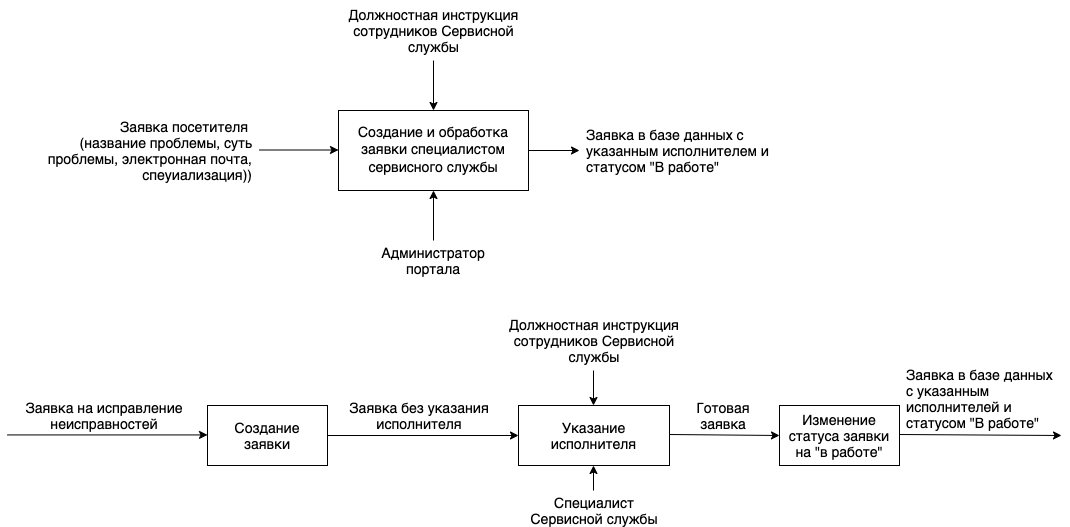 Должностная инструкция
сотрудников Сервисной
службы
Заявка посетителя
(название проблемы, суть
проблемы, электронная почта,
спеуиализация))
Создание и обработка
заявки специалистом
сервисного службы
Заявка в базе данных с
указанным исполнителем и
статусом "В работе"
Администратор
портала
Должностная инструкция
сотрудников Сервисной
службы
Заявка на исправление
неисправностей
Создание
заявки
Заявка без указания
исполнителя
Указание
исполнителя
Готовая
заявка
Изменение
статуса заявки
на "в работе"
Заявка в базе данных
с указанным
исполнителей и
статусом "В работе"
Специалист
Сервисной службы